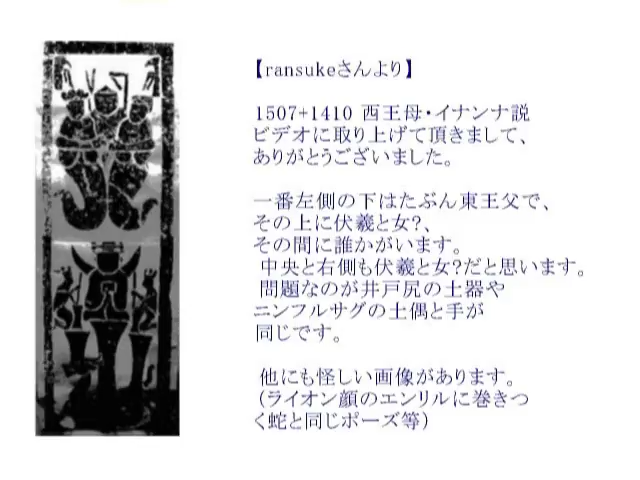 【ransukeさんより】
1507+1410 西王母・イナンナ説
ビデオに取り上げて頂きまして、
ありがとうございました。
一番左側の下はたぶん東王父で、
その上に伏羲と女?、
その間に誰かがいます。
中央と右側も伏羲と女?だと思います。
問題なのが井戸尻の土器や
ニンフルサグの土偶と手が
同じです。
他にも怪しい画像があります。
（ライオン顔のエンリルに巻きつ
く蛇と同じポーズ等）